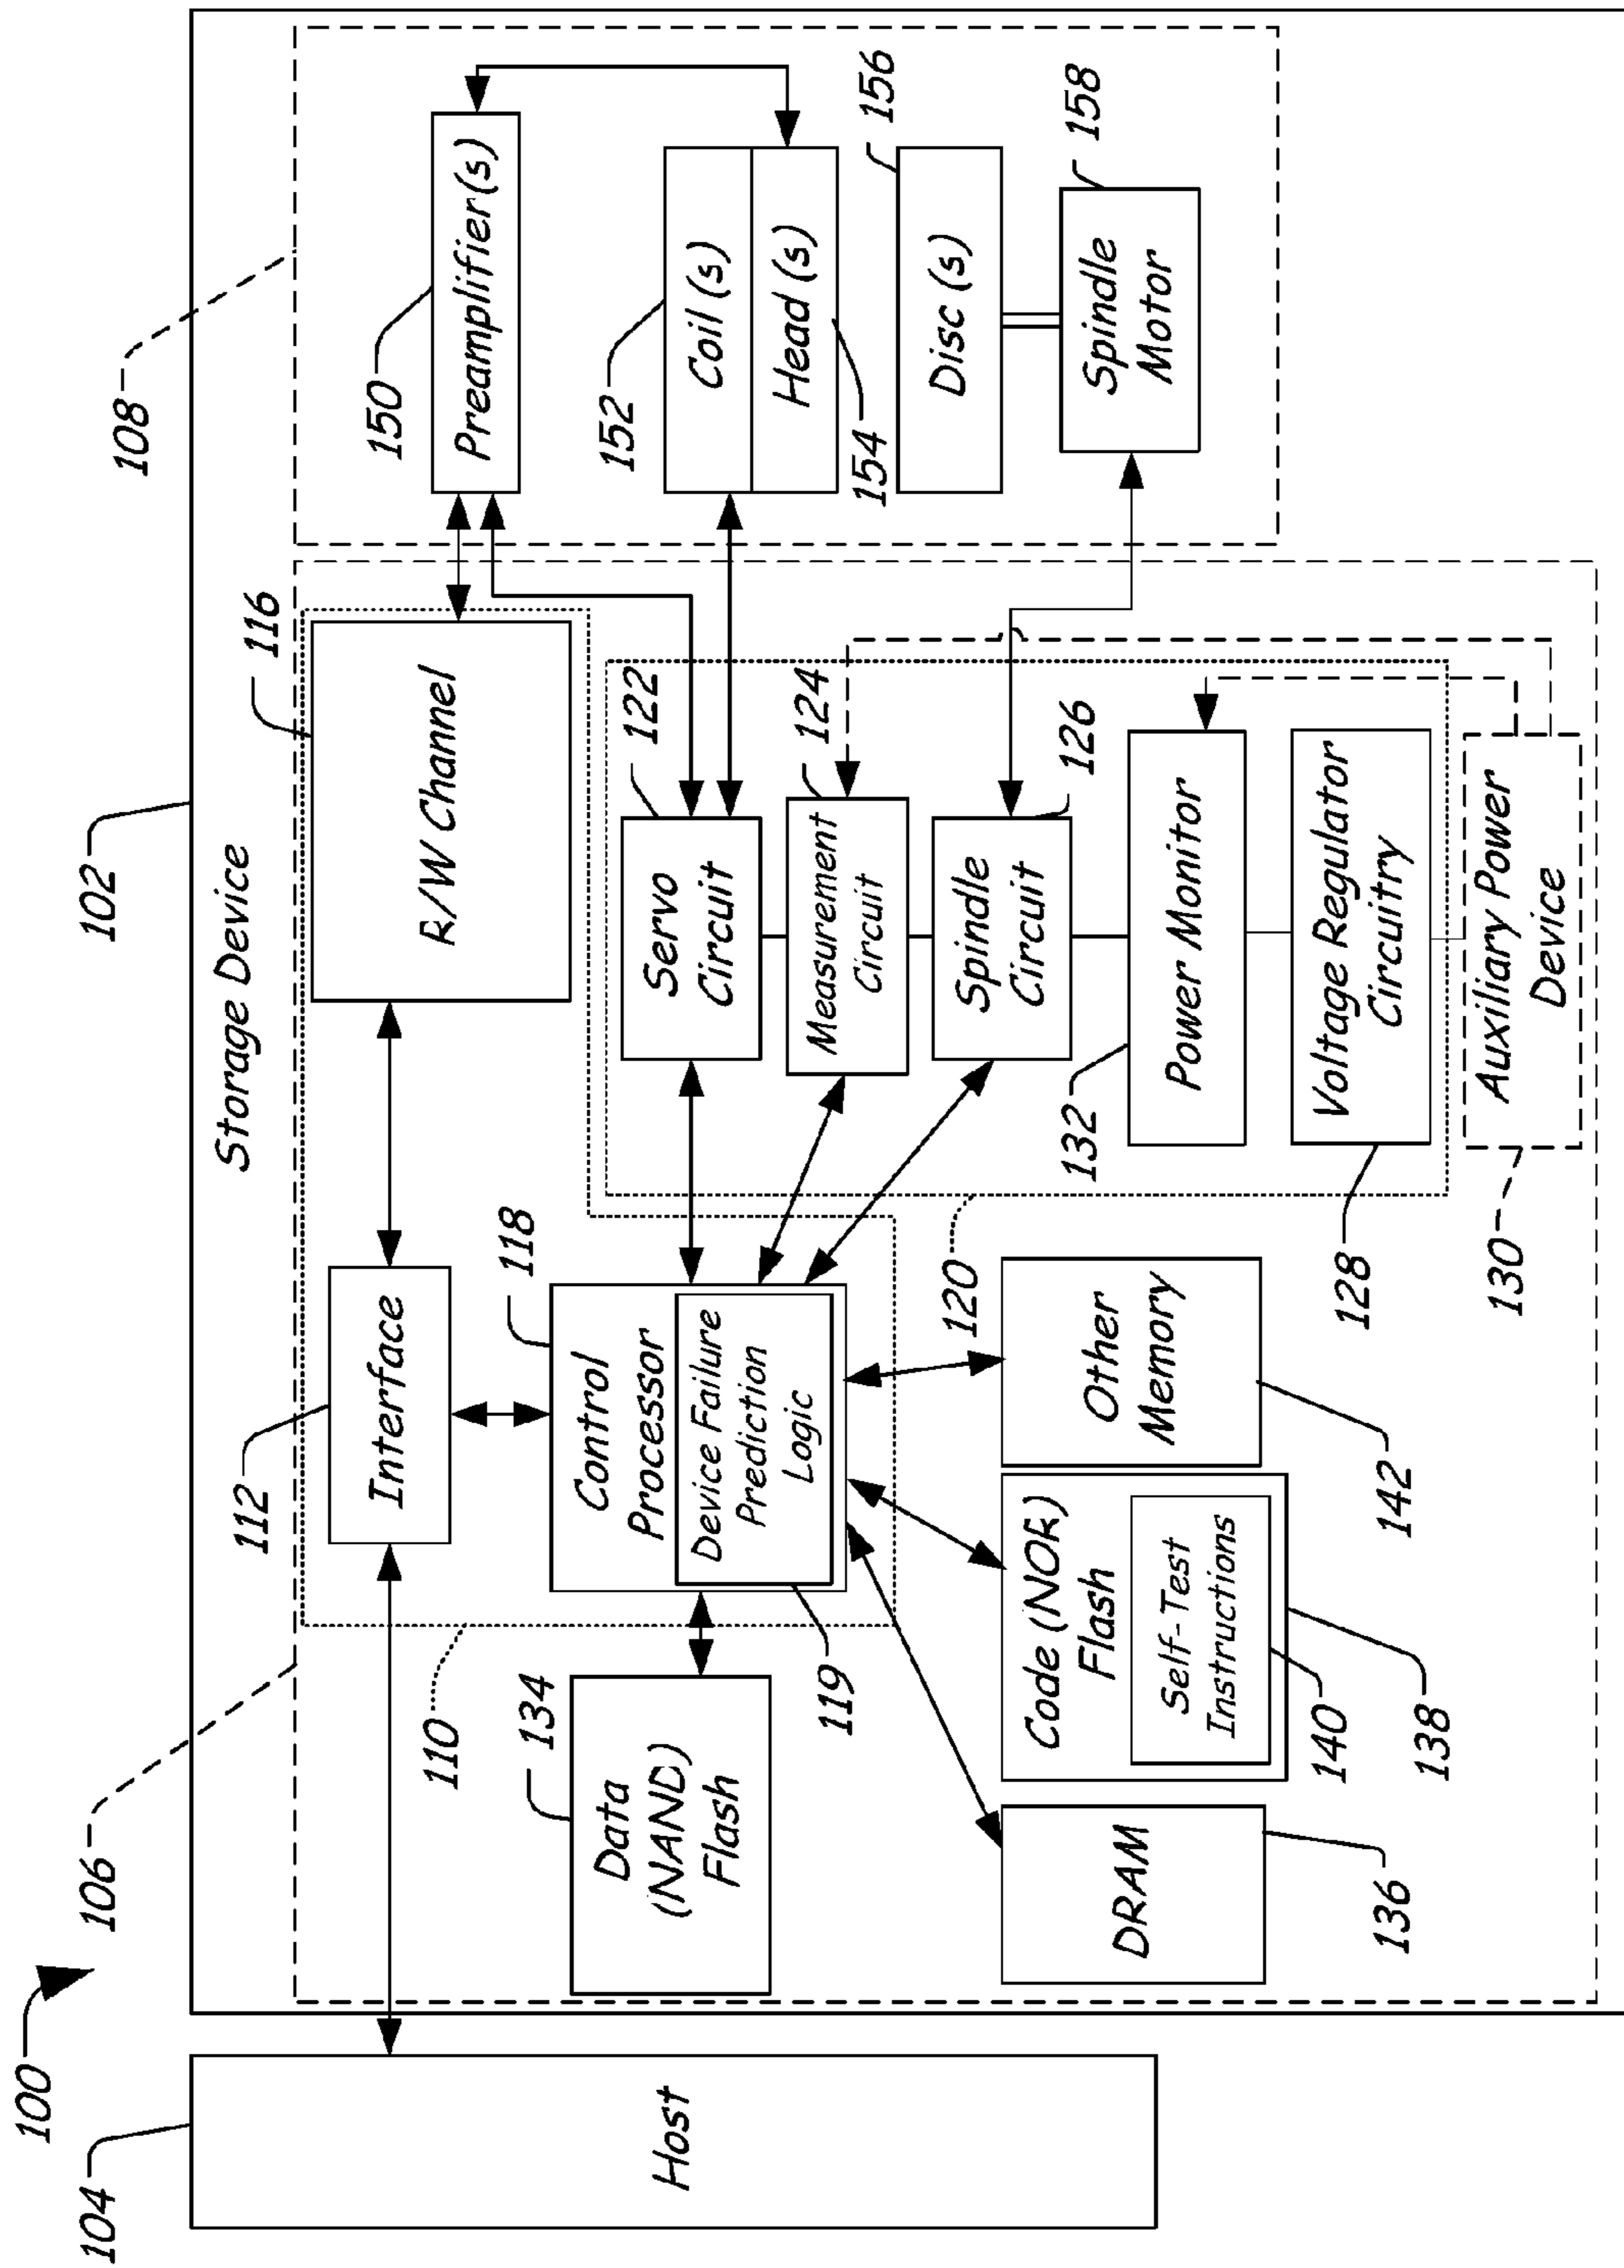 100
104
Host
102
Storage Device
106
108
112
Interface
116
R/W Channel
110
118
Control
Processor
Device Failure
Prediction
Logic
119
134
Data
(NAND)
Flash
DRAM
136
Code (NOR)
Flash
Self-Test
Instructions
140
138
Other
Memory
142
120
122
Servo
Circuit
124
Measurement
Circuit
126
Spindle
Circuit
132
Power Monitor
Voltage Regulator
Circuitry
128
Auxiliary Power
Device
130
150
Preamplifier(s)
152
Coil(s)
Head(s)
154
156
Disc(s)
158
Spindle
Motor